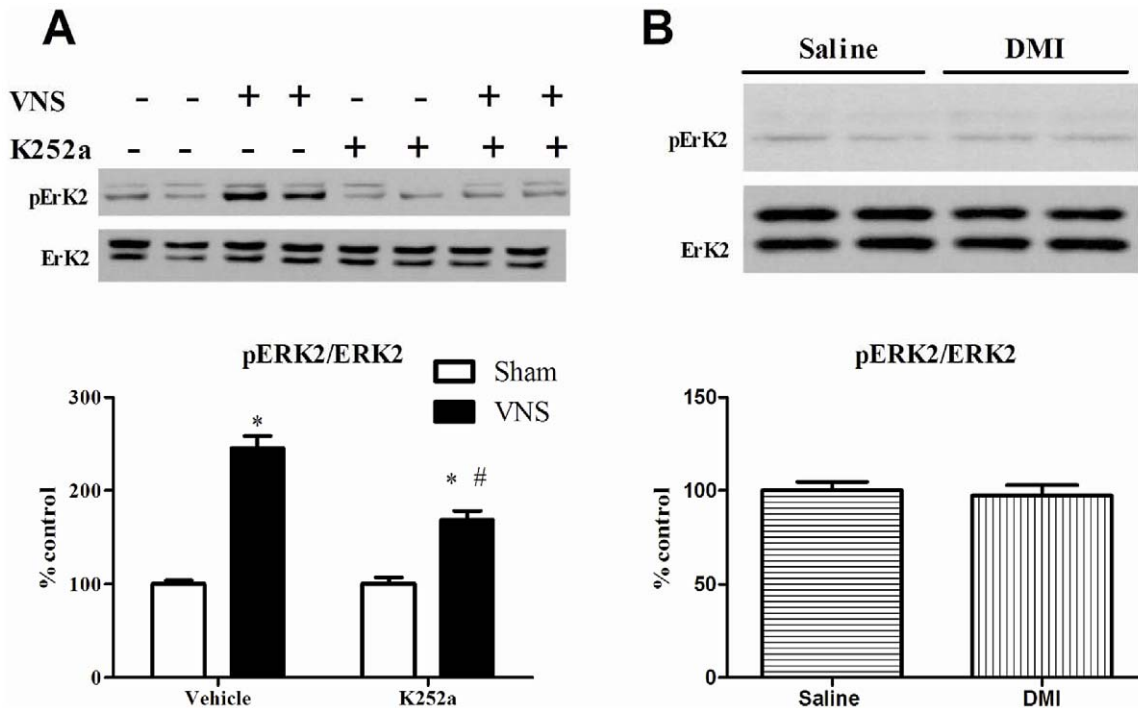 A
VNS - - + + - - + +
K252a - - - - + + + +
pErK2
ErK2
pERK2/ERK2
Sham
VNS
300
200
100
0
% control
*
* #
Vehicle K252a
B
Saline DMI
pErK2
ErK2
pERK2/ERK2
150
100
50
0
% control
Saline DMI